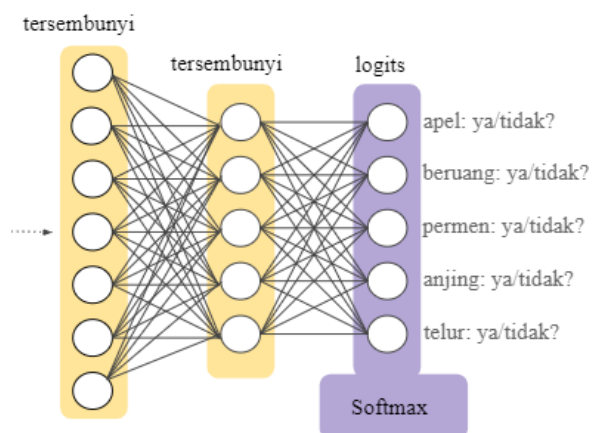 tersembunyi
tersembunyi
logits
apel: ya/tidak?
beruang: ya/tidak?
permen: ya/tidak?
anjing: ya/tidak?
telur: ya/tidak?
Softmax